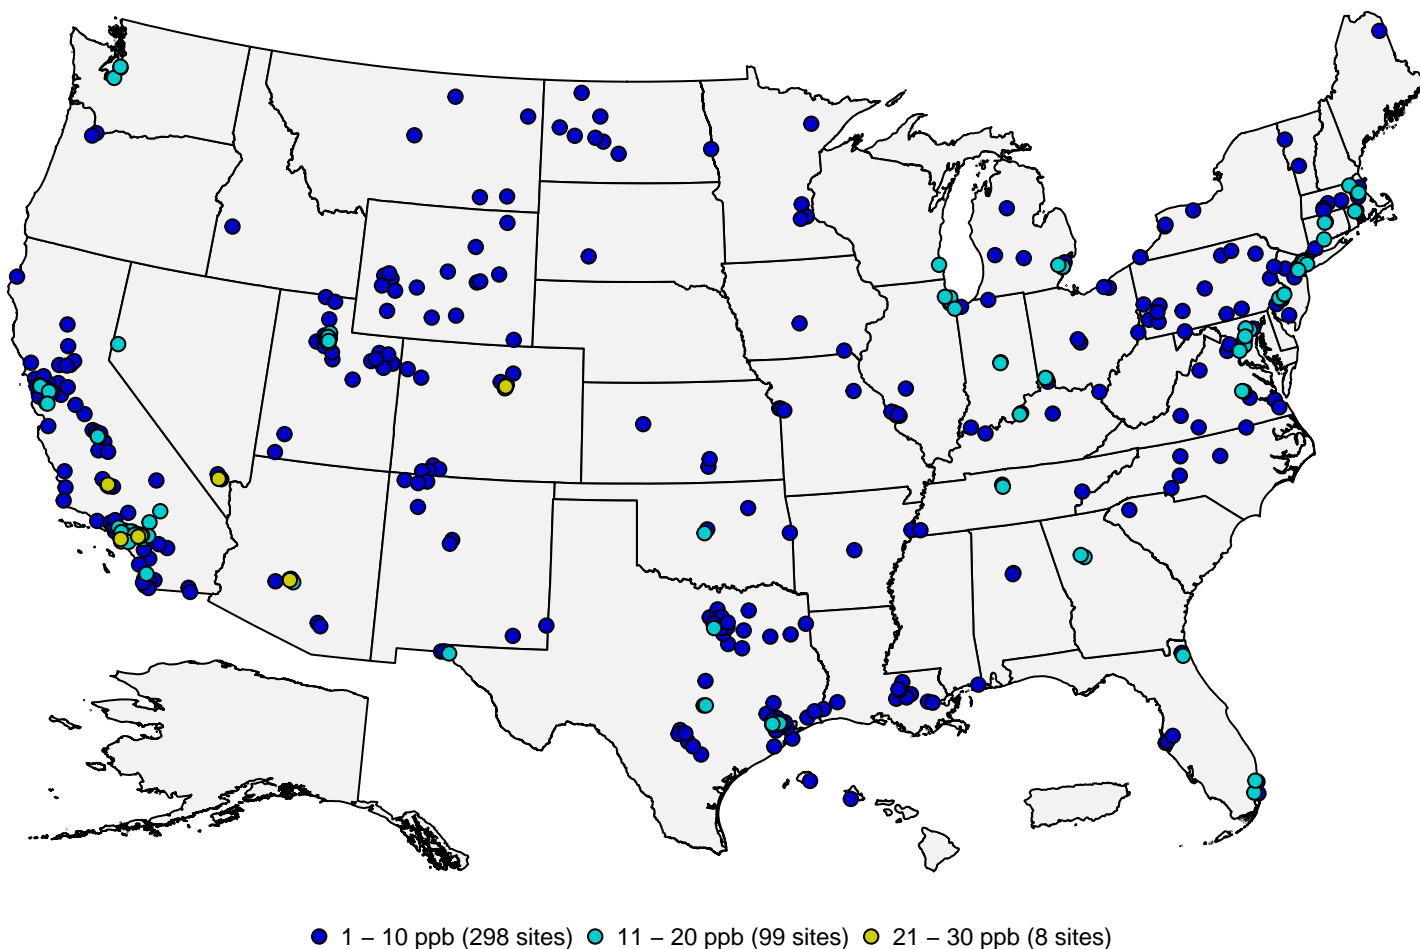 1 – 10 ppb (298 sites) 11 – 20 ppb (99 sites) 21 – 30 ppb (8 sites)